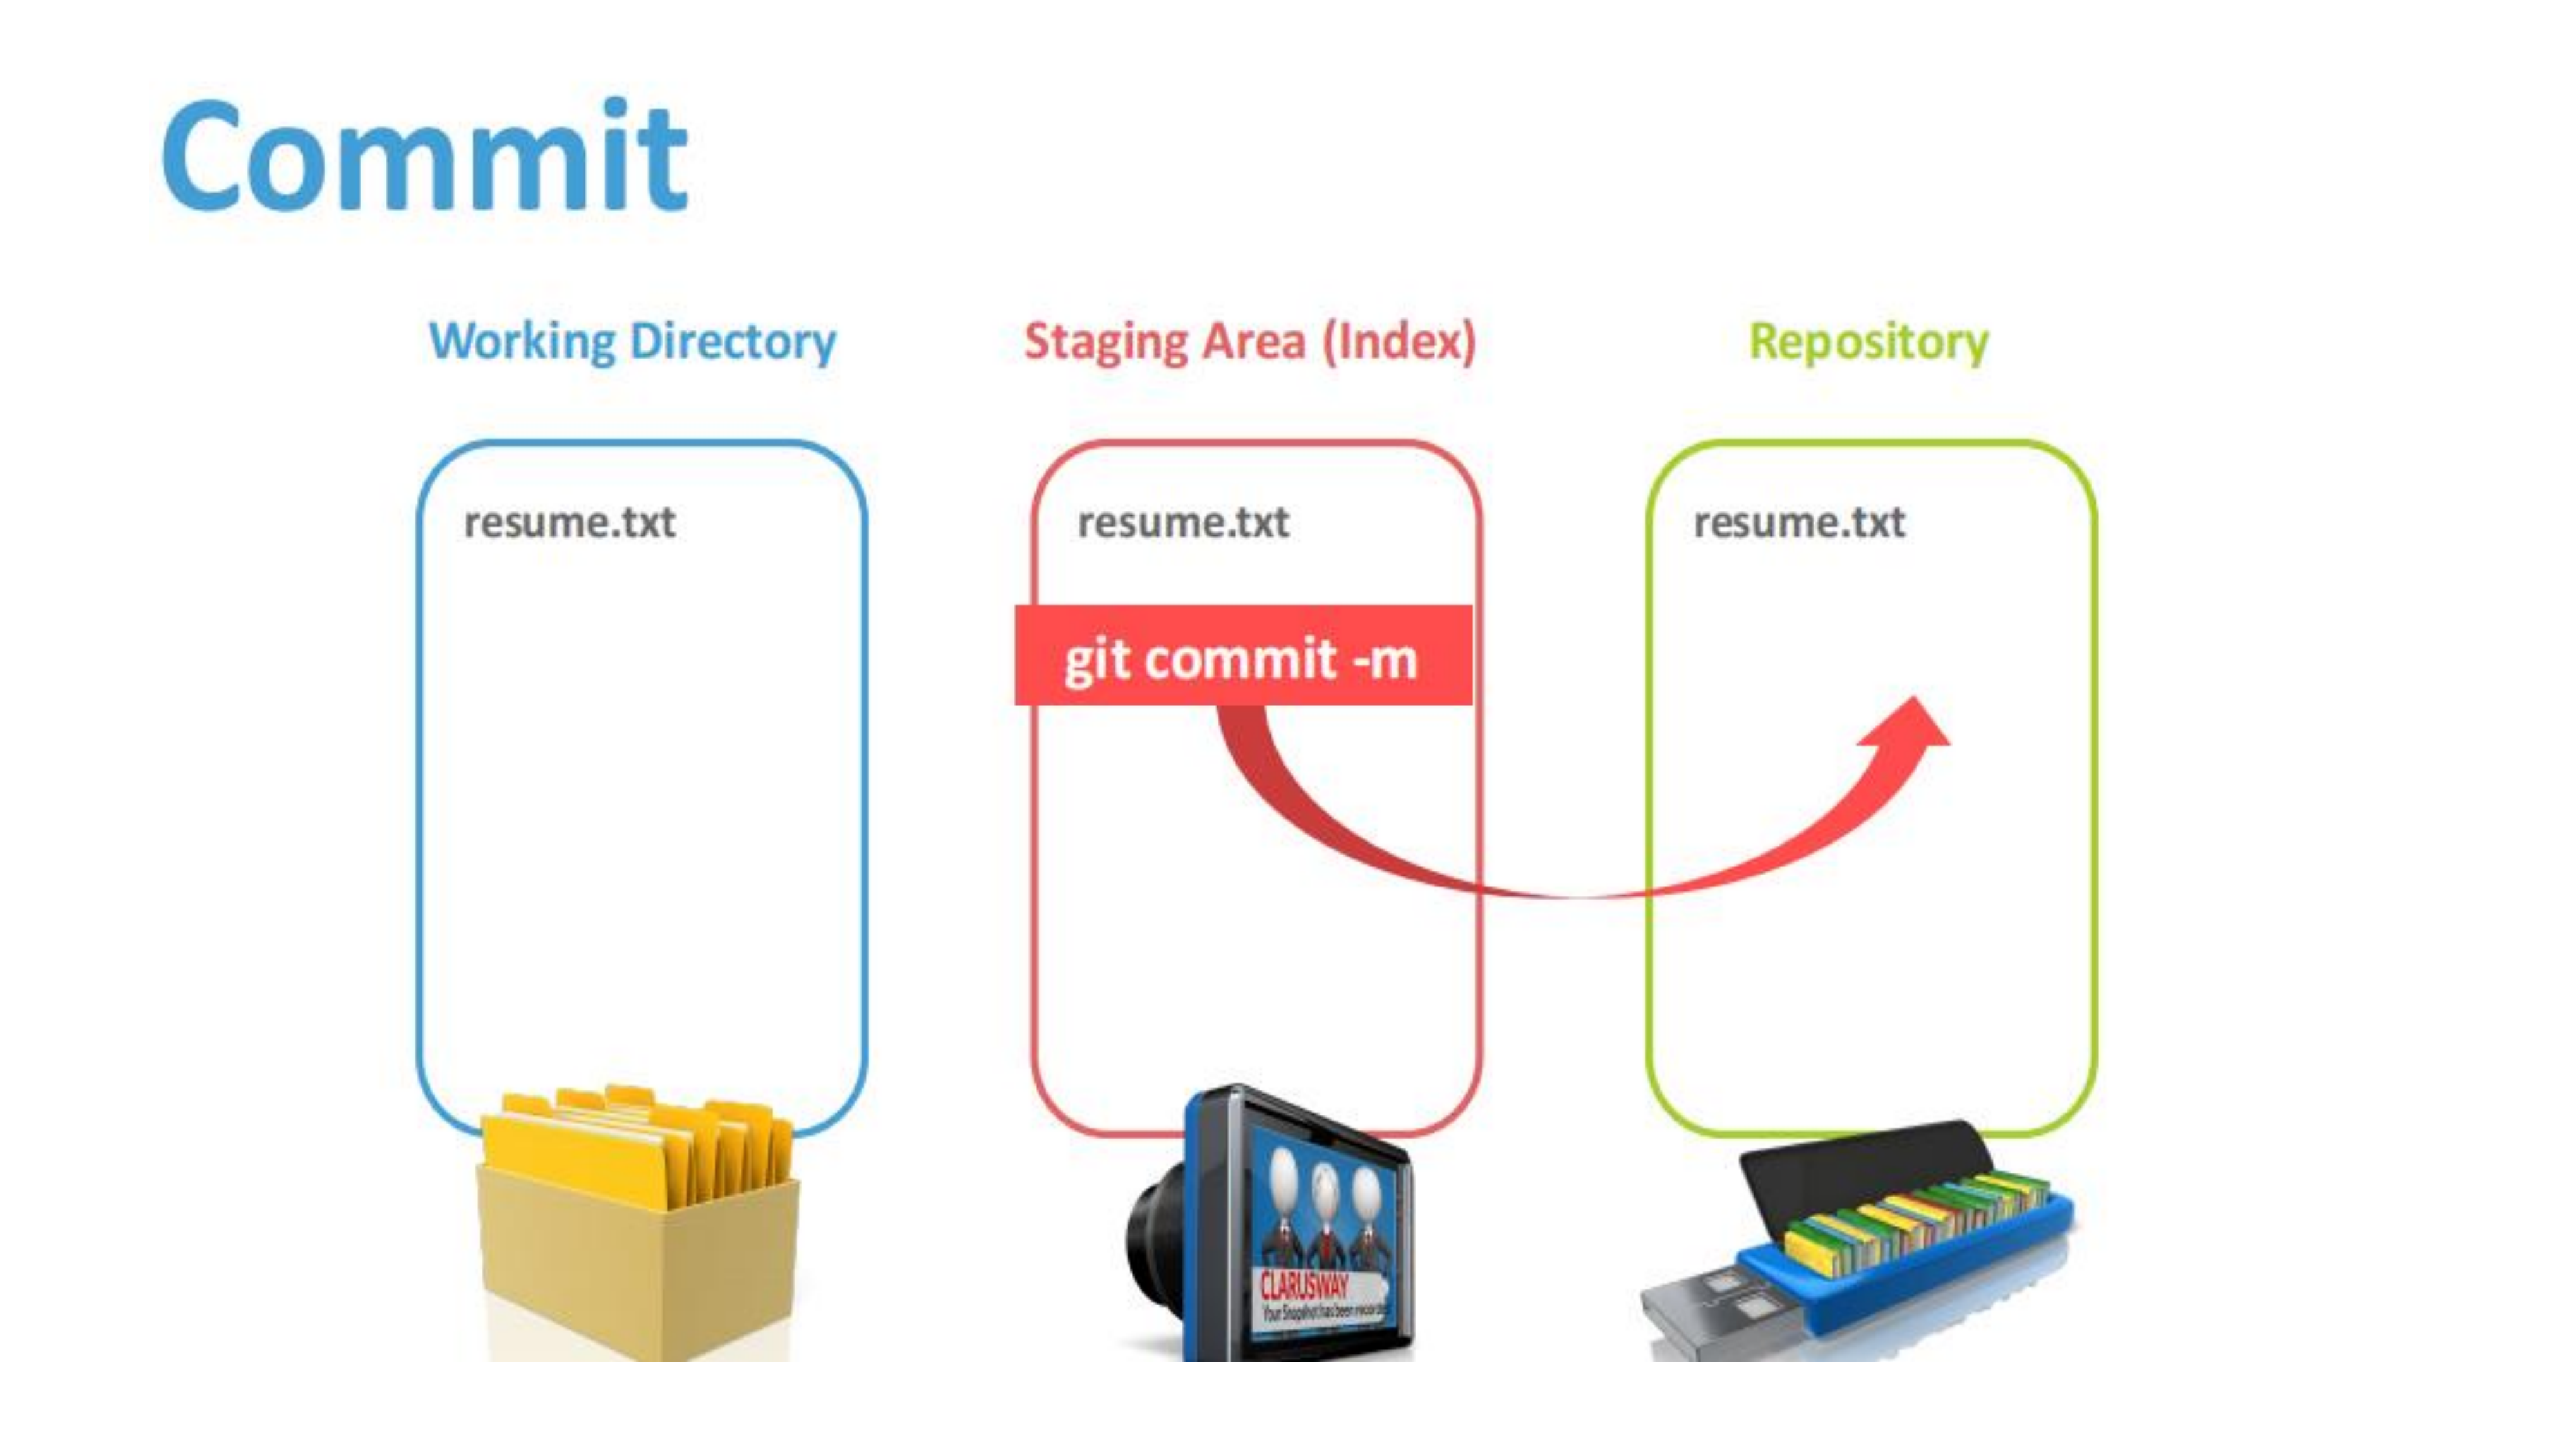 Commit
Working Directory
Staging Area (Index)
Repository
resume.txt
resume.txt
resume.txt
git commit -m
CLARUSWAY
Your Snapshot has been recorded